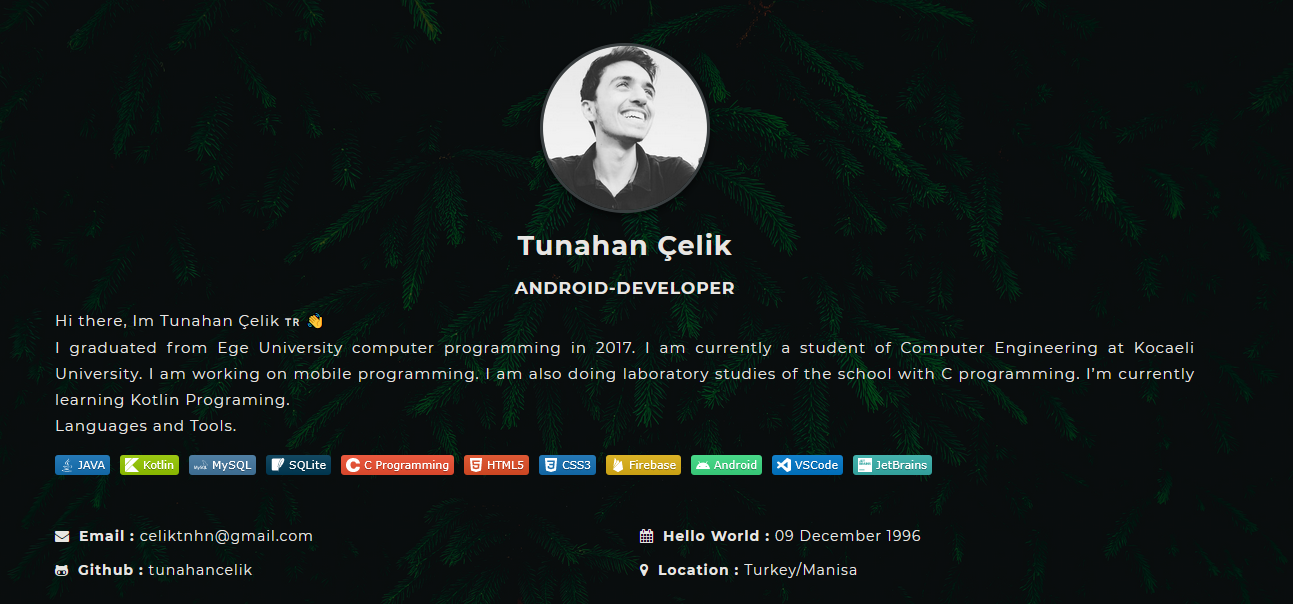 Tunahan Çelik
ANDROID-DEVELOPER
Hi there, Im Tunahan Çelik TR 👋
I graduated from Ege University computer programming in 2017. I am currently a student of Computer Engineering at Kocaeli
University. I am working on mobile programming. I am also doing laboratory studies of the school with C programming. I'm currently
learning Kotlin Programing.
Languages and Tools.
JAVA Kotlin MySQL SQLite C Programming HTML5 CSS3 Firebase Android VSCode JetBrains
Email : celiktnhn@gmail.com
Hello World : 09 December 1996
Github : tunahancelik
Location : Turkey/Manisa